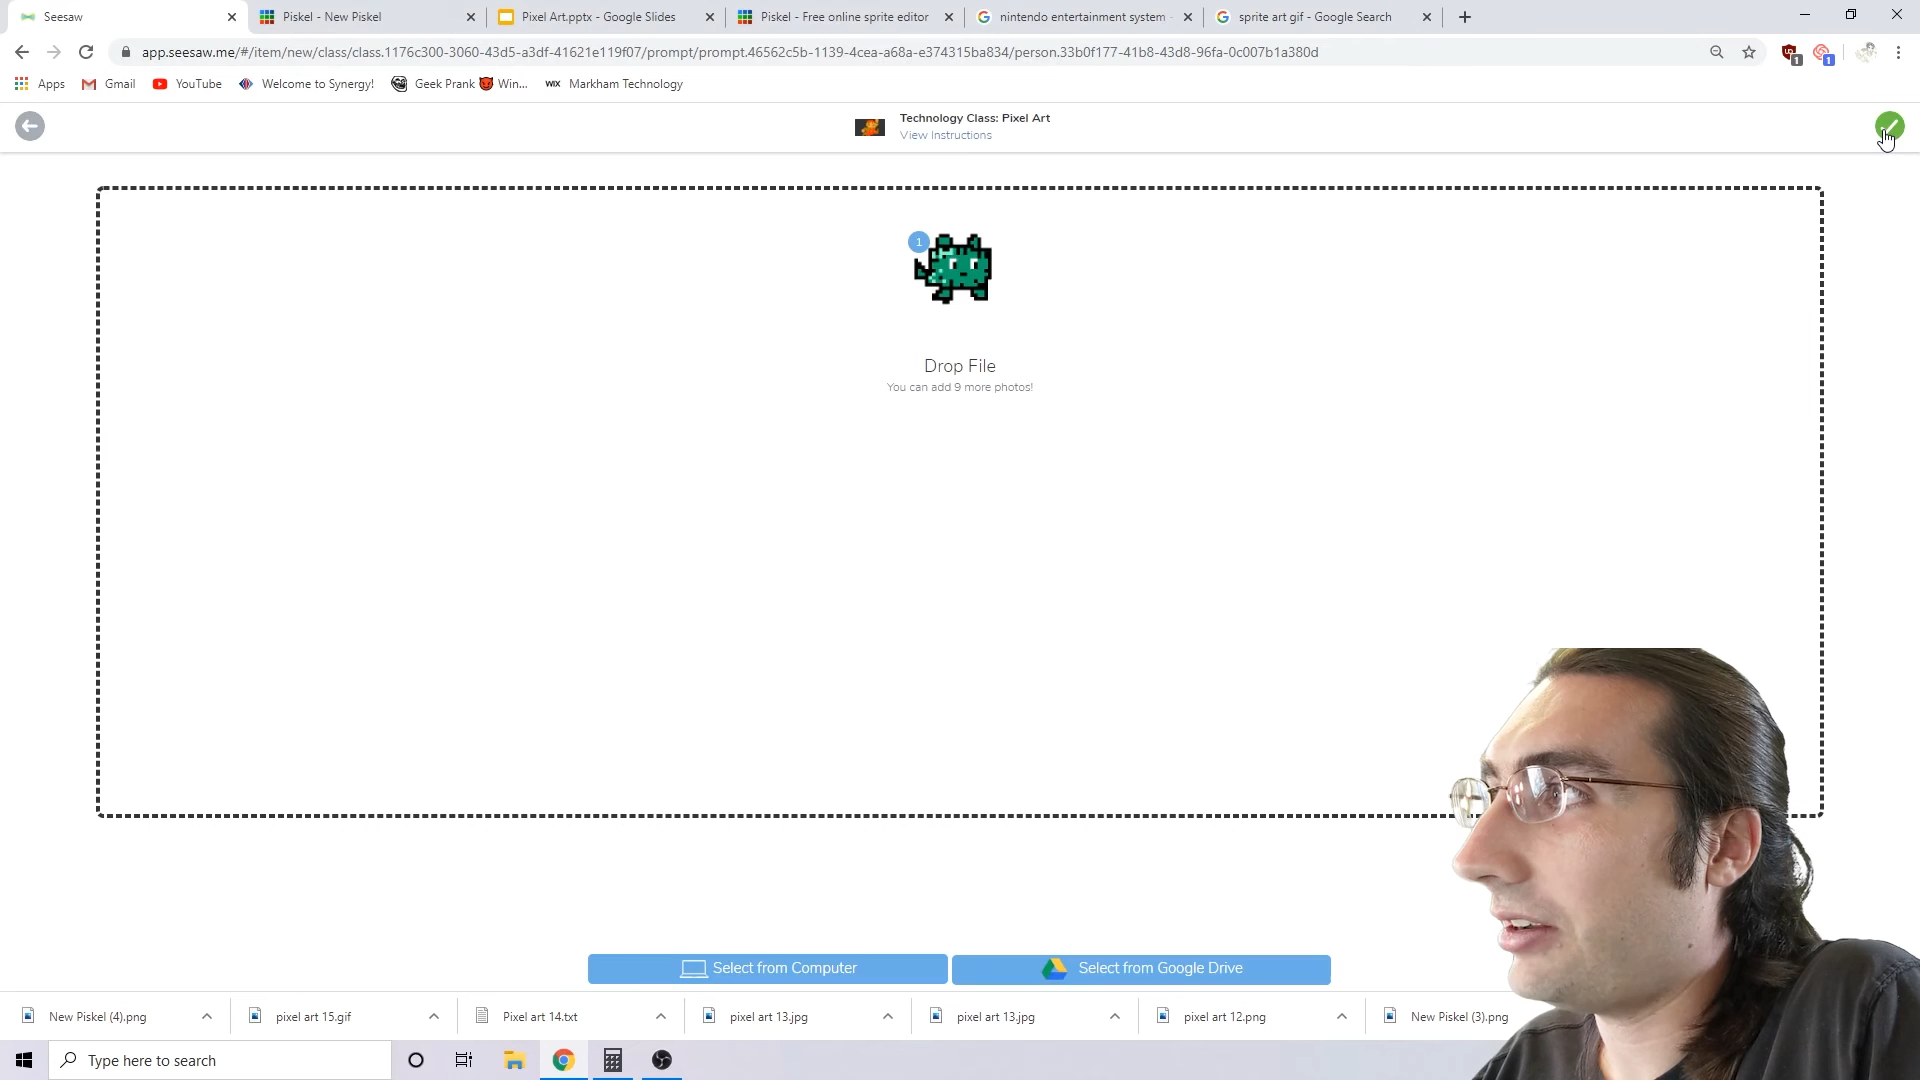 Seesaw
Piskel - New Piskel
Pixel Art.pptx - Google Slides
Piskel - Free online sprite editor
nintendo entertainment system
sprite art gif - Google Search
app.seesaw.me/#/item/new/class/class.1176c300-3060-43d5-a3df-41621e119f07/prompt/prompt.46562c5b-1139-4cea-a68a-e374315ba834/person.33b0f177-41b8-43d8-96fa-0c007b1a380d
1
1
Apps
Gmail
YouTube
Welcome to Synergy!
Geek Prank 😈 Win...
WIX Markham Technology
Technology Class: Pixel Art
View Instructions
1
Drop File
You can add 9 more photos!
Select from Computer
Select from Google Drive
New Piskel (4).png
pixel art 15.gif
Pixel art 14.txt
pixel art 13.jpg
pixel art 13.jpg
pixel art 12.png
New Piskel (3).png
Type here to search